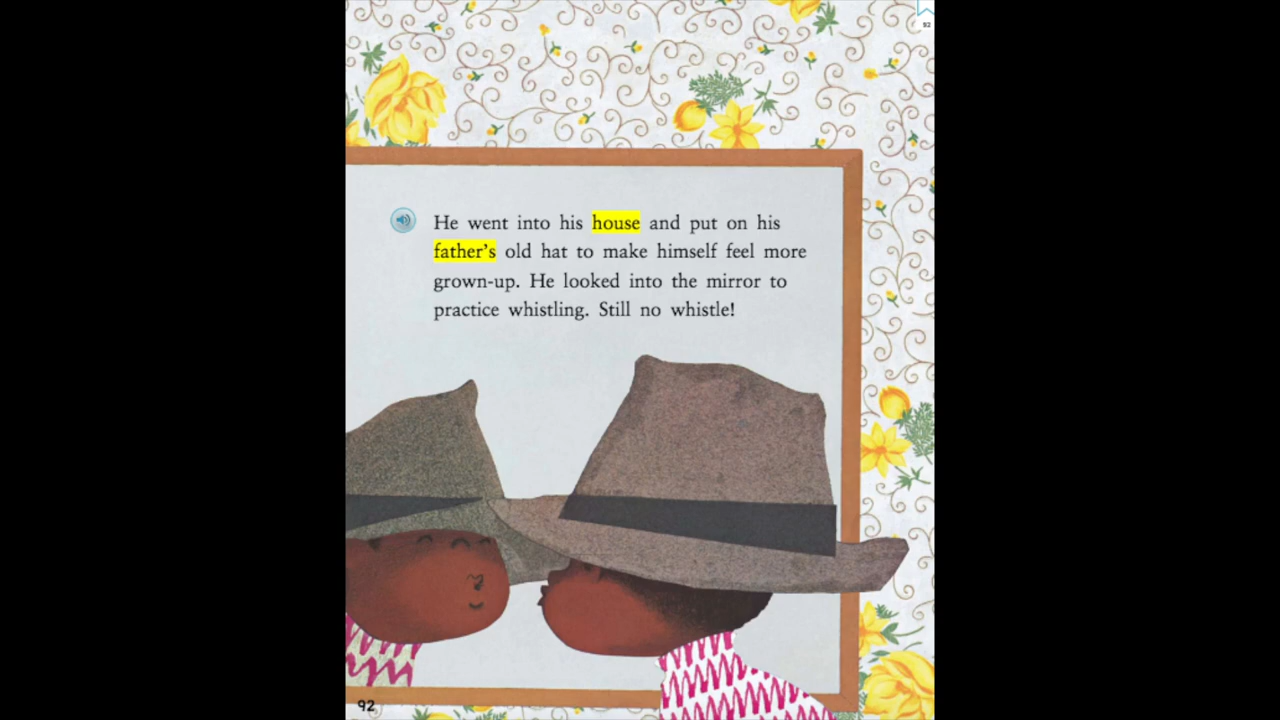 92
He went into his house and put on his
father's old hat to make himself feel more
grown-up. He looked into the mirror to
practice whistling. Still no whistle!
92